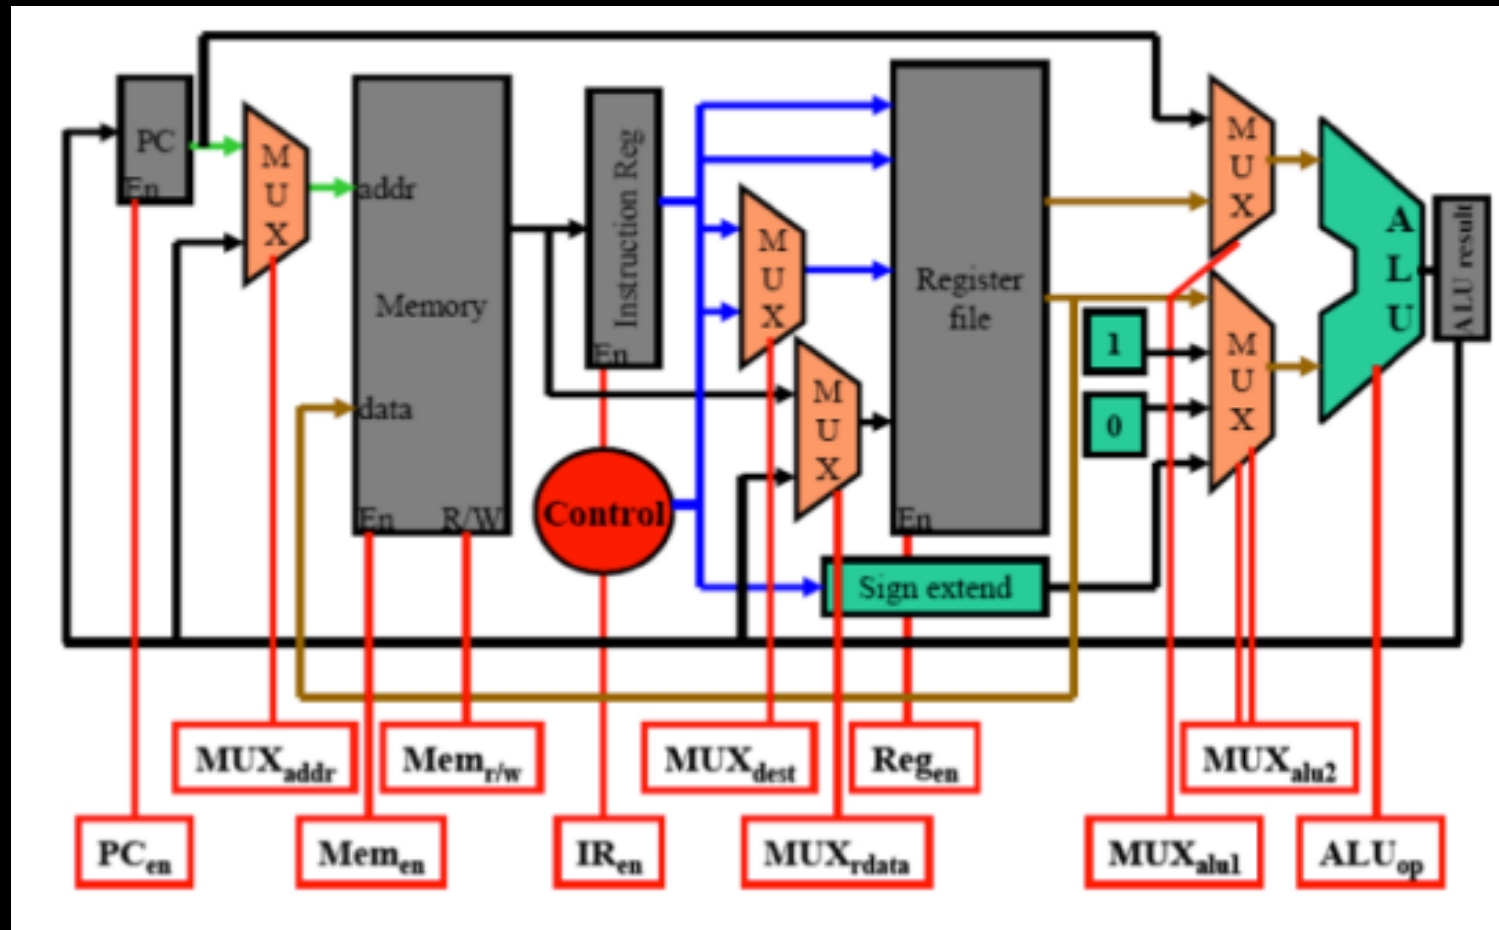 PC
En
M
U
X
addr
Memory
data
En
R/W
Instruction Reg
En
Control
M
U
X
M
U
X
Register
file
En
Sign extend
1
0
M
U
X
M
U
X
A
L
U
ALU result
MUXaddr
Memr/w
MUXdest
Regen
MUXalu2
PCen
Memen
IRen
MUXrdata
MUXalu1
ALUop